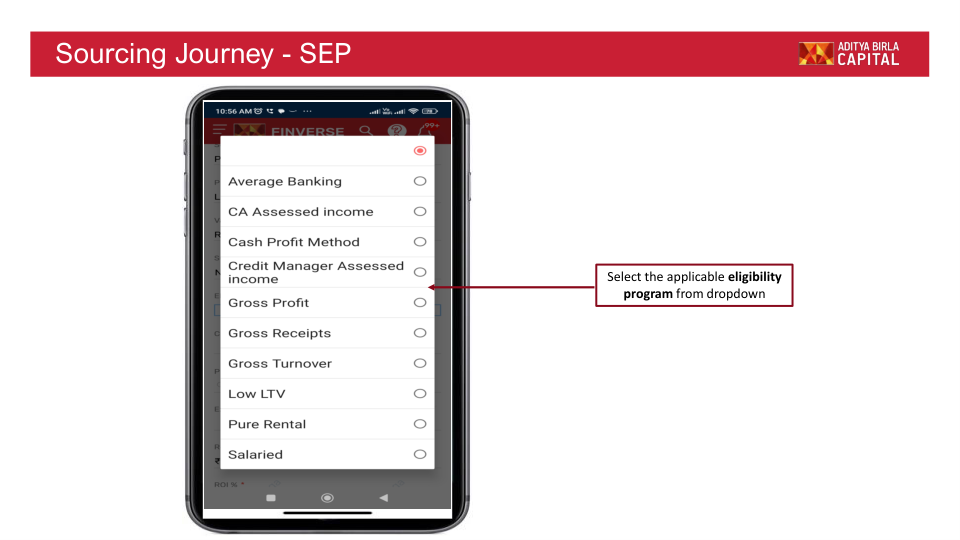 Sourcing Journey - SEP
ADITYA BIRLA
CAPITAL
10:56 AM
FINVERSE
99+
Average Banking
CA Assessed income
Cash Profit Method
Credit Manager Assessed
income
Gross Profit
Gross Receipts
Gross Turnover
Low LTV
Pure Rental
Salaried
ROI % *
Select the applicable eligibility
program from dropdown